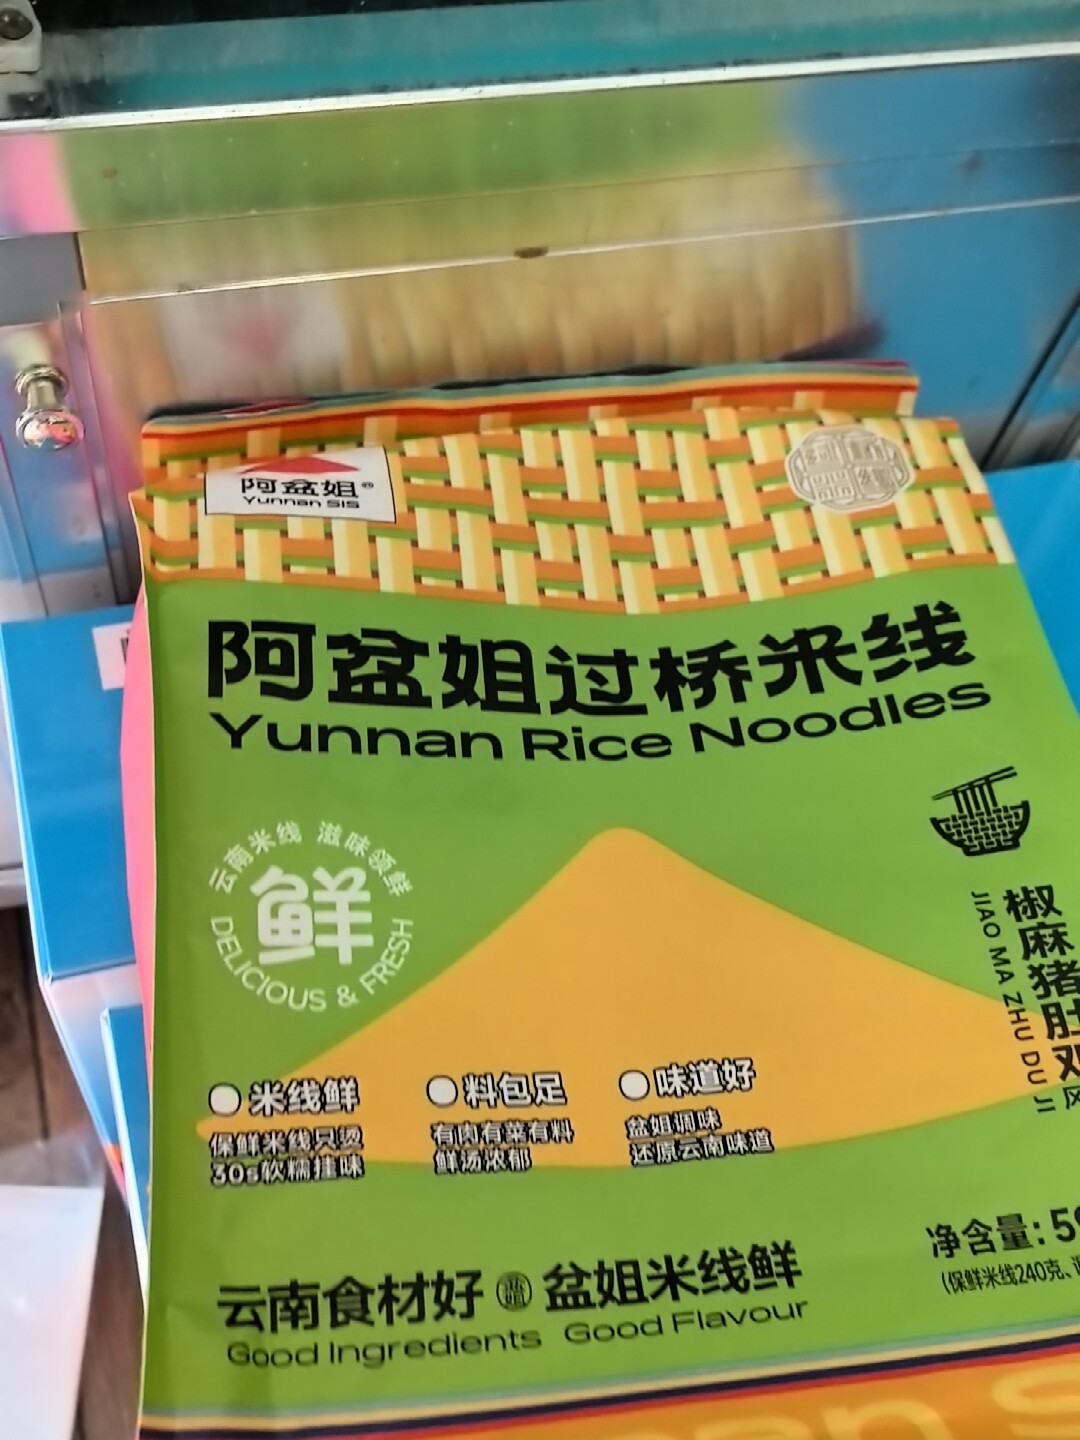 阿盆姐®
Yunnan SIS
阿盆姐过桥米线
Yunnan Rice Noodles
云南米线 滋味领鲜
鲜
DELICIOUS & FRESH
椒麻猪肚鸡
JIAO MA ZHU DU JI
米线鲜
保鲜米线只烫
30s软糯挂味
料包足
有肉有菜有料
鲜汤浓郁
味道好
盆姐调味
还原云南味道
净含量:
(保鲜米线240克、
云南食材好 盆姐米线鲜
Good Ingredients Good Flavour